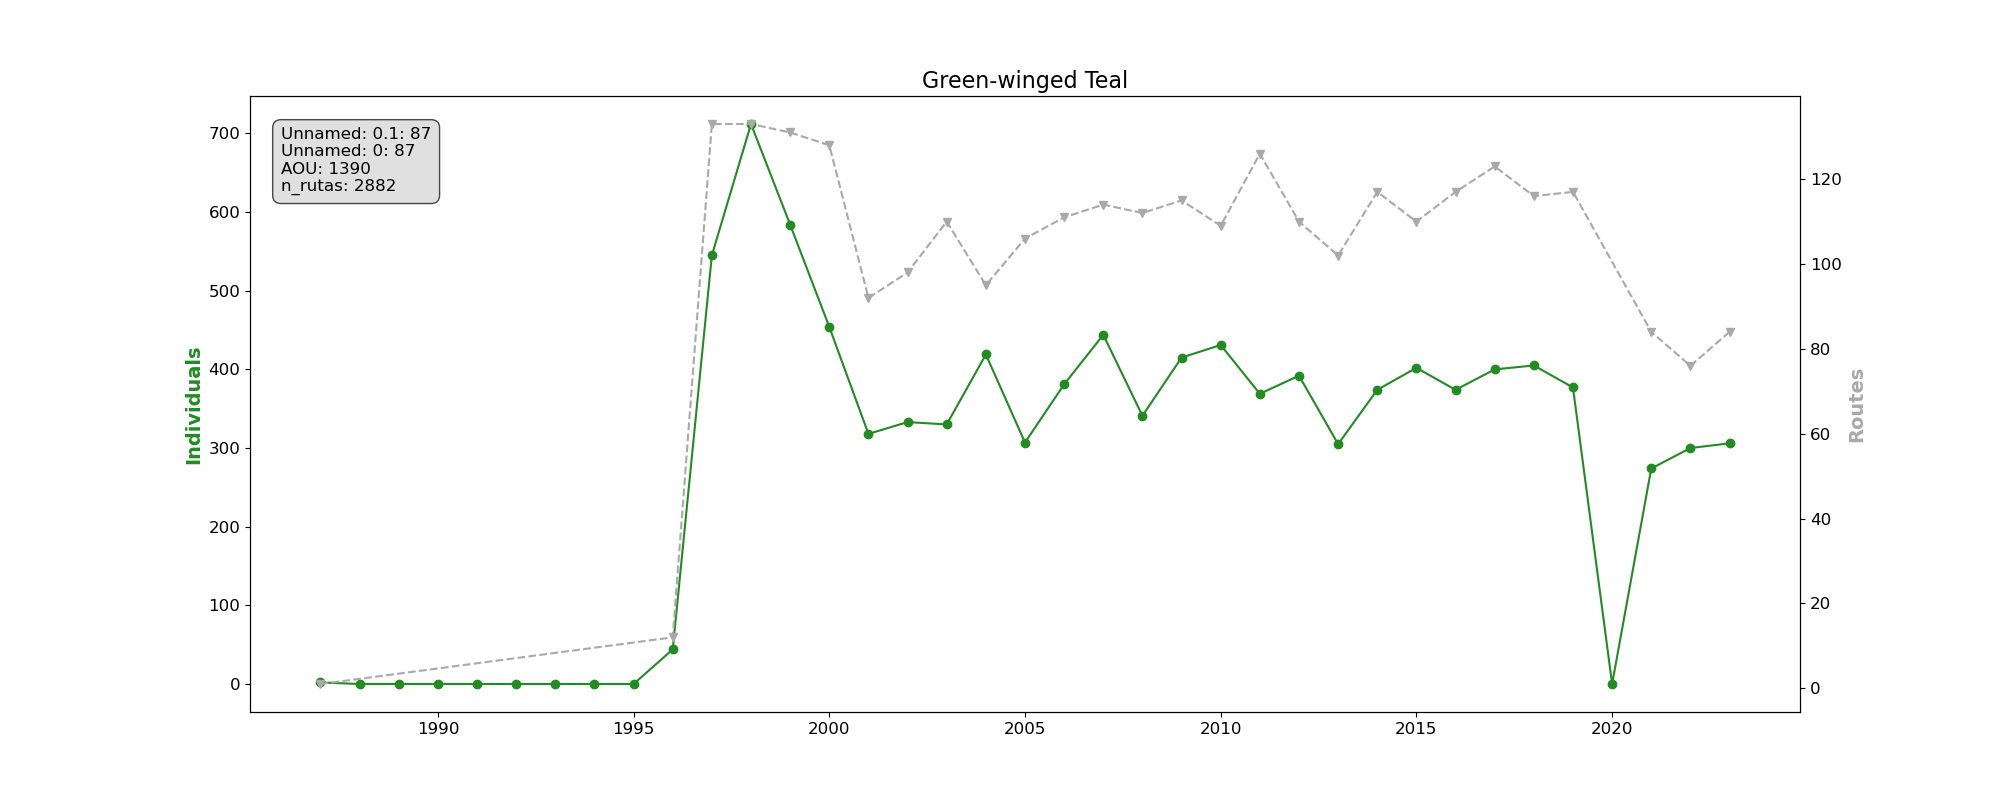 Green-winged Teal
Unnamed: 0.1: 87
Unnamed: 0: 87
AOU: 1390
n_rutas: 2882
700
600
500
400
300
200
100
0
Individuals
120
100
80
60
40
20
0
Routes
1990 1995 2000 2005 2010 2015 2020